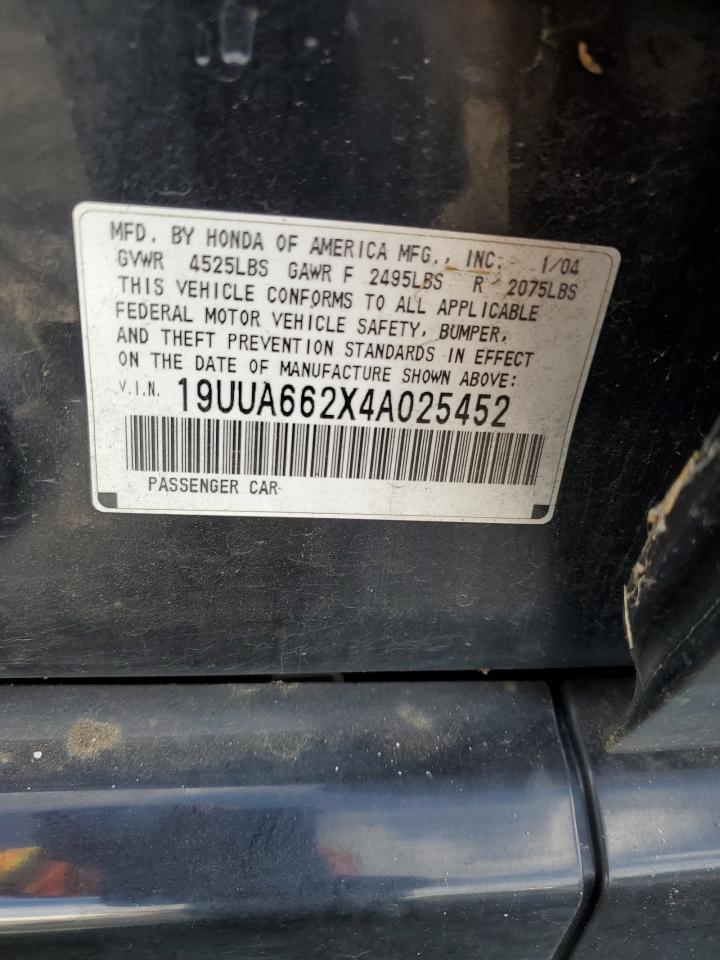 MFD. BY HONDA OF AMERICA MFG., INC. 1/04
GVWR 4525LBS GAWR F 2495LBS R 2075LBS
THIS VEHICLE CONFORMS TO ALL APPLICABLE
FEDERAL MOTOR VEHICLE SAFETY, BUMPER,
AND THEFT PREVENTION STANDARDS IN EFFECT
ON THE DATE OF MANUFACTURE SHOWN ABOVE:
V.I.N. 19UUA662X4A025452
PASSENGER CAR